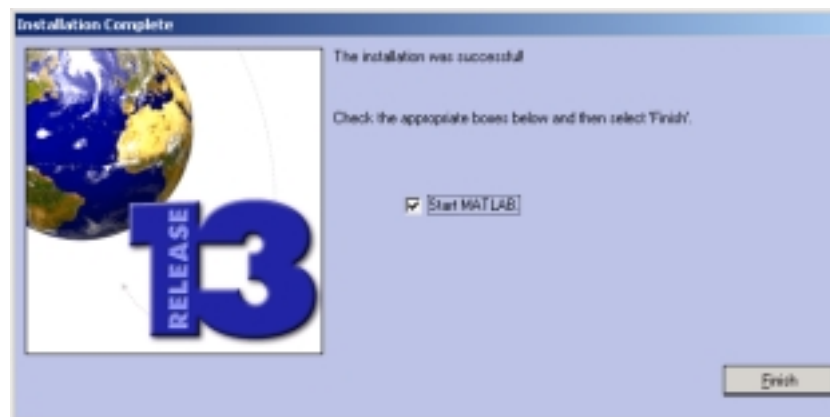 Installation Complete
The installation was successful!
Check the appropriate boxes below and then select 'Finish'.
Start MATLAB.
RELEASE
13
Finish